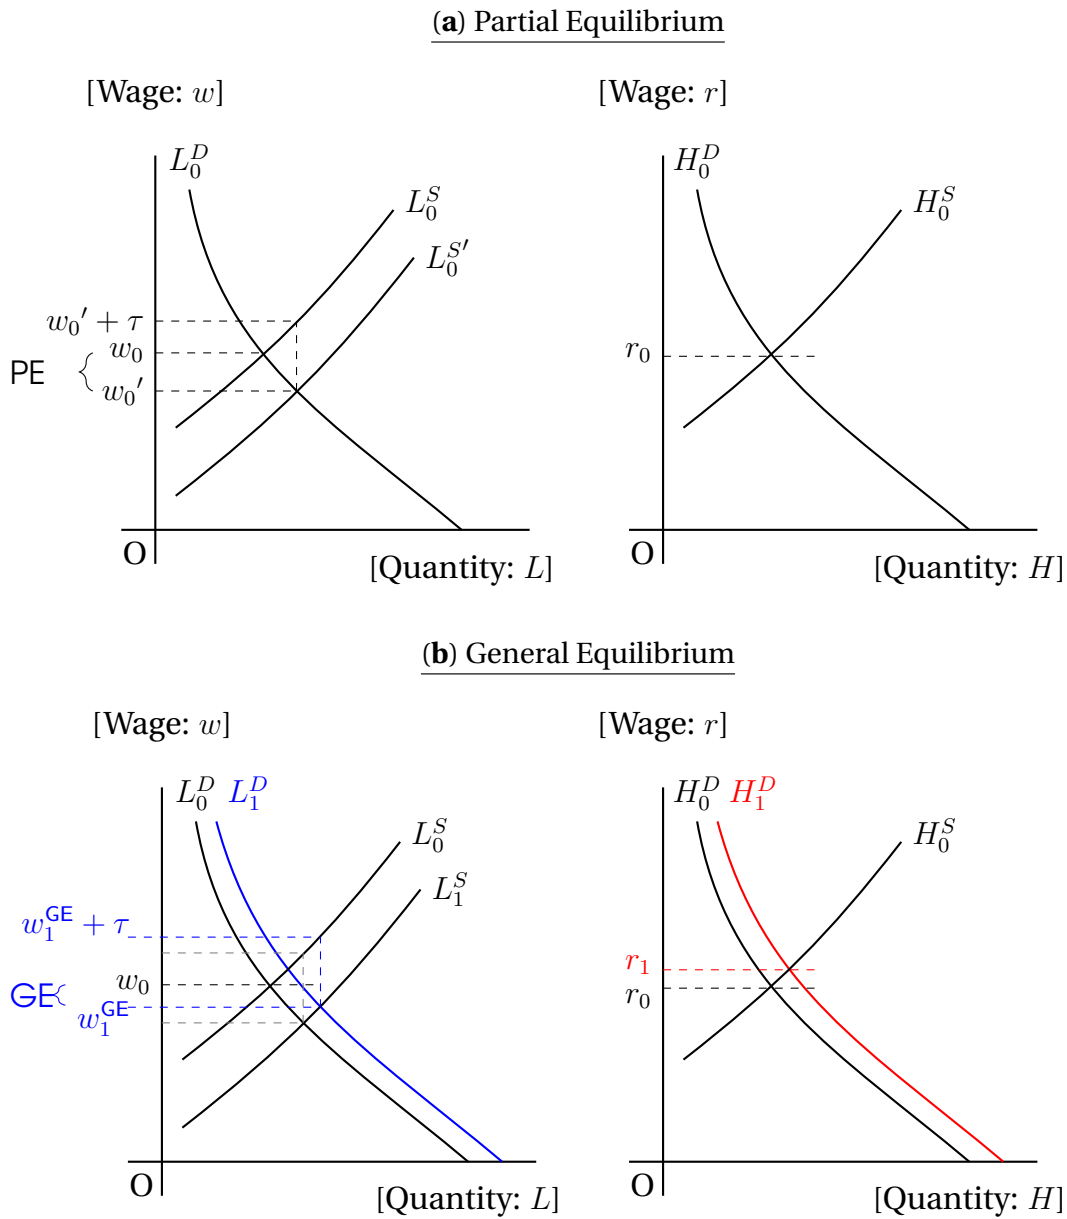 (a) Partial Equilibrium
[Wage: w] [Wage: r]
L_0^D H_0^D
L_0^S H_0^S
L_0^{S′}
w_0′ + τ
w_0 r_0
PE
w_0′
O O
[Quantity: L] [Quantity: H]
(b) General Equilibrium
[Wage: w] [Wage: r]
L_0^D L_1^D H_0^D H_1^D
L_0^S H_0^S
L_1^S
w_1^GE + τ
r_1
w_0 r_0
GE
w_1^GE
O O
[Quantity: L] [Quantity: H]